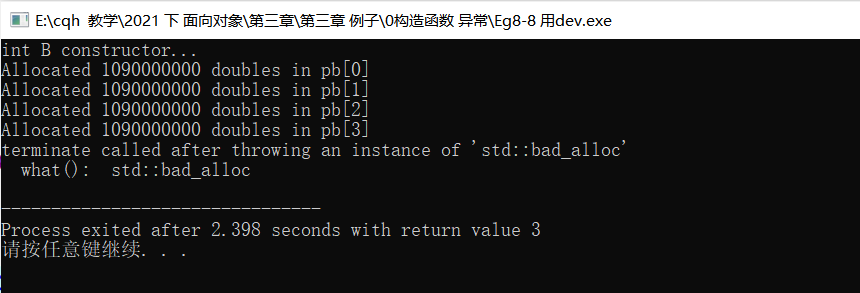 E:\cqh 教学\2021 下 面向对象\第三章\第三章 例子\0构造函数 异常\Eg8-8 用dev.exe
int B constructor...
Allocated 1090000000 doubles in pb[0]
Allocated 1090000000 doubles in pb[1]
Allocated 1090000000 doubles in pb[2]
Allocated 1090000000 doubles in pb[3]
terminate called after throwing an instance of 'std::bad_alloc'
  what():  std::bad_alloc
--------------------------------
Process exited after 2.398 seconds with return value 3
请按任意键继续. . .